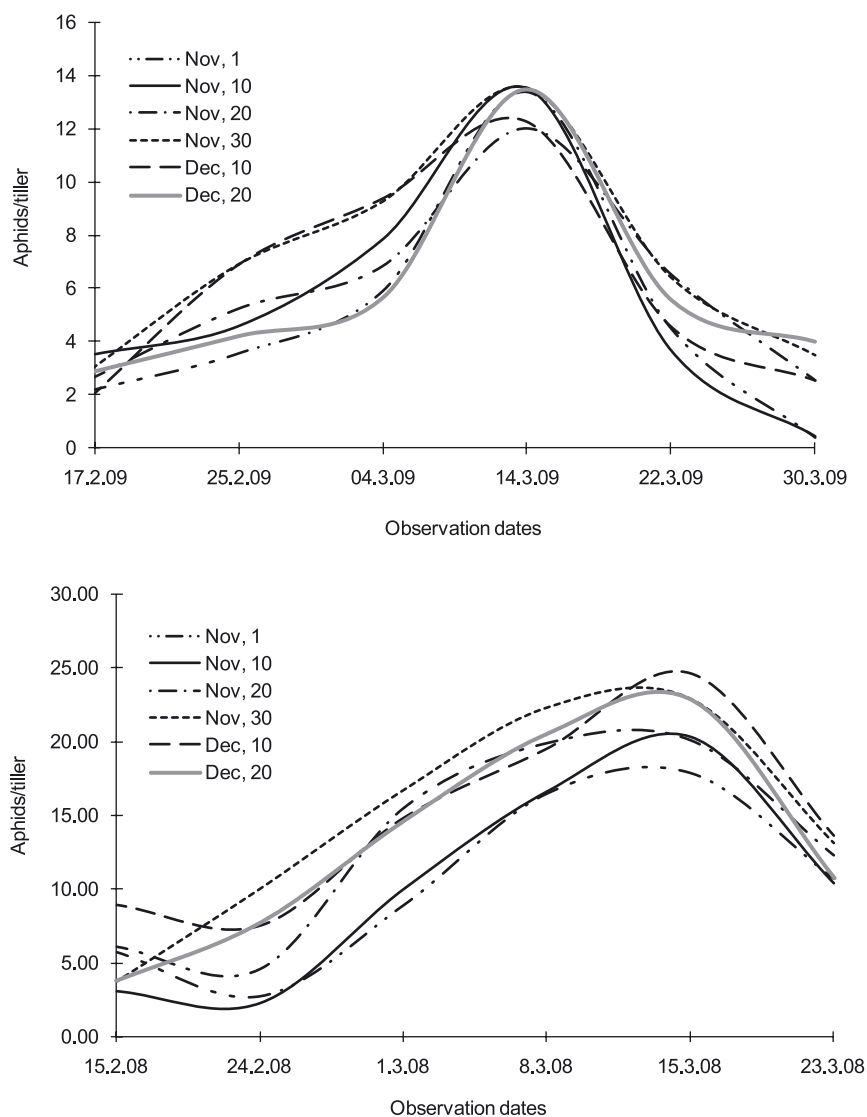 16
14
12
10
8
6
4
2
0
Aphids/tiller
Nov, 1
Nov, 10
Nov, 20
Nov, 30
Dec, 10
Dec, 20
17.2.09 25.2.09 04.3.09 14.3.09 22.3.09 30.3.09
Observation dates
30.00
25.00
20.00
15.00
10.00
5.00
0.00
Aphids/tiller
Nov, 1
Nov, 10
Nov, 20
Nov, 30
Dec, 10
Dec, 20
15.2.08 24.2.08 1.3.08 8.3.08 15.3.08 23.3.08
Observation dates